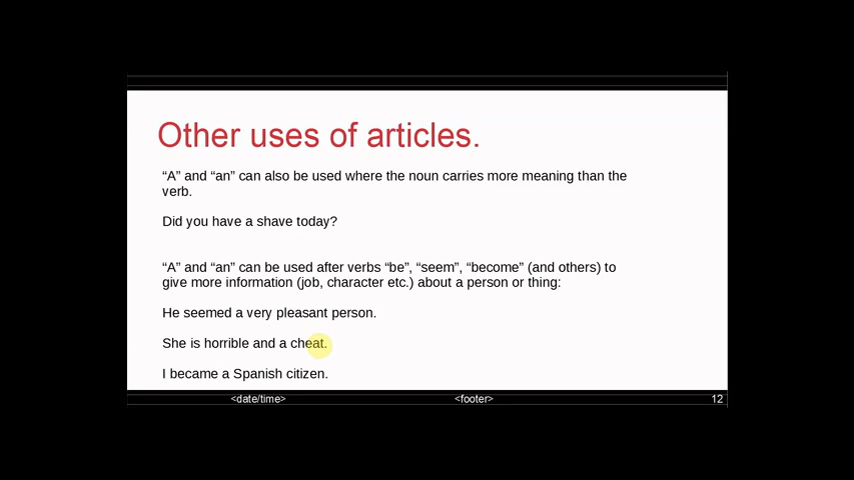 Other uses of articles.
“A” and “an” can also be used where the noun carries more meaning than the
verb.
Did you have a shave today?
“A” and “an” can be used after verbs “be”, “seem”, “become” (and others) to
give more information (job, character etc.) about a person or thing:
He seemed a very pleasant person.
She is horrible and a cheat.
I became a Spanish citizen.
<date/time> <footer> 12